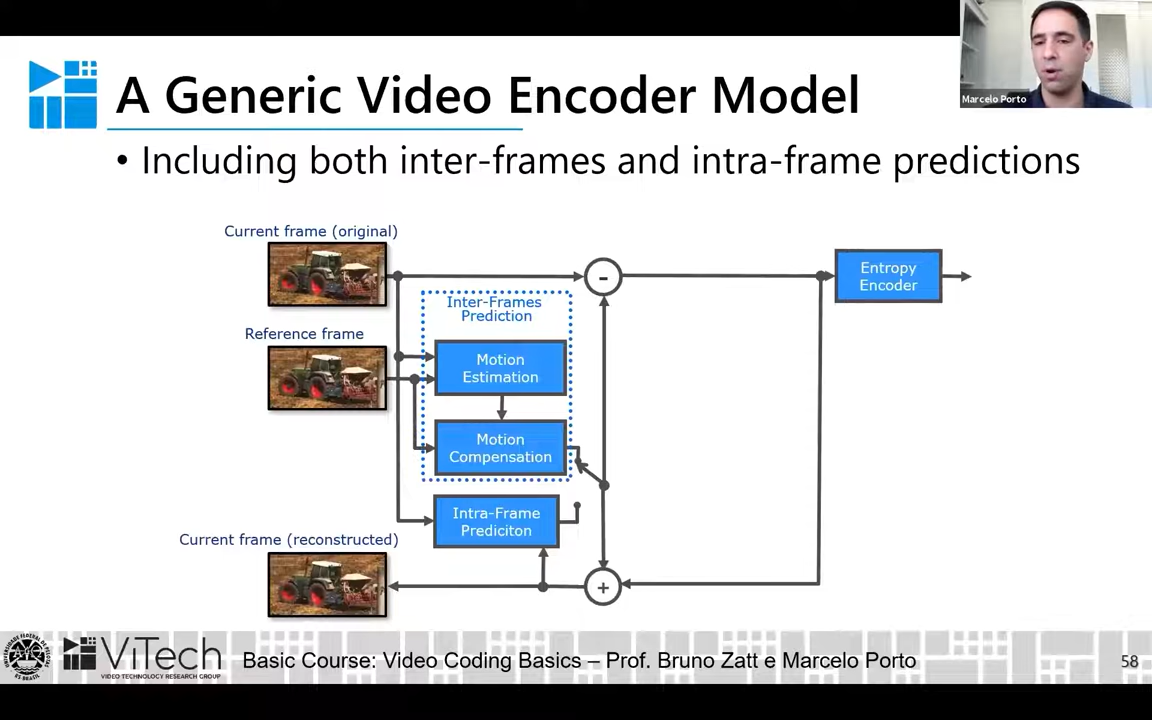 Marcelo Porto
A Generic Video Encoder Model
• Including both inter-frames and intra-frame predictions
Current frame (original)
Reference frame
Inter-Frames
Prediction
Motion
Estimation
Motion
Compensation
Intra-Frame
Prediciton
Current frame (reconstructed)
-
+
Entropy
Encoder
ViTech
VIDEO TECHNOLOGY RESEARCH GROUP
Basic Course: Video Coding Basics – Prof. Bruno Zatt e Marcelo Porto
58